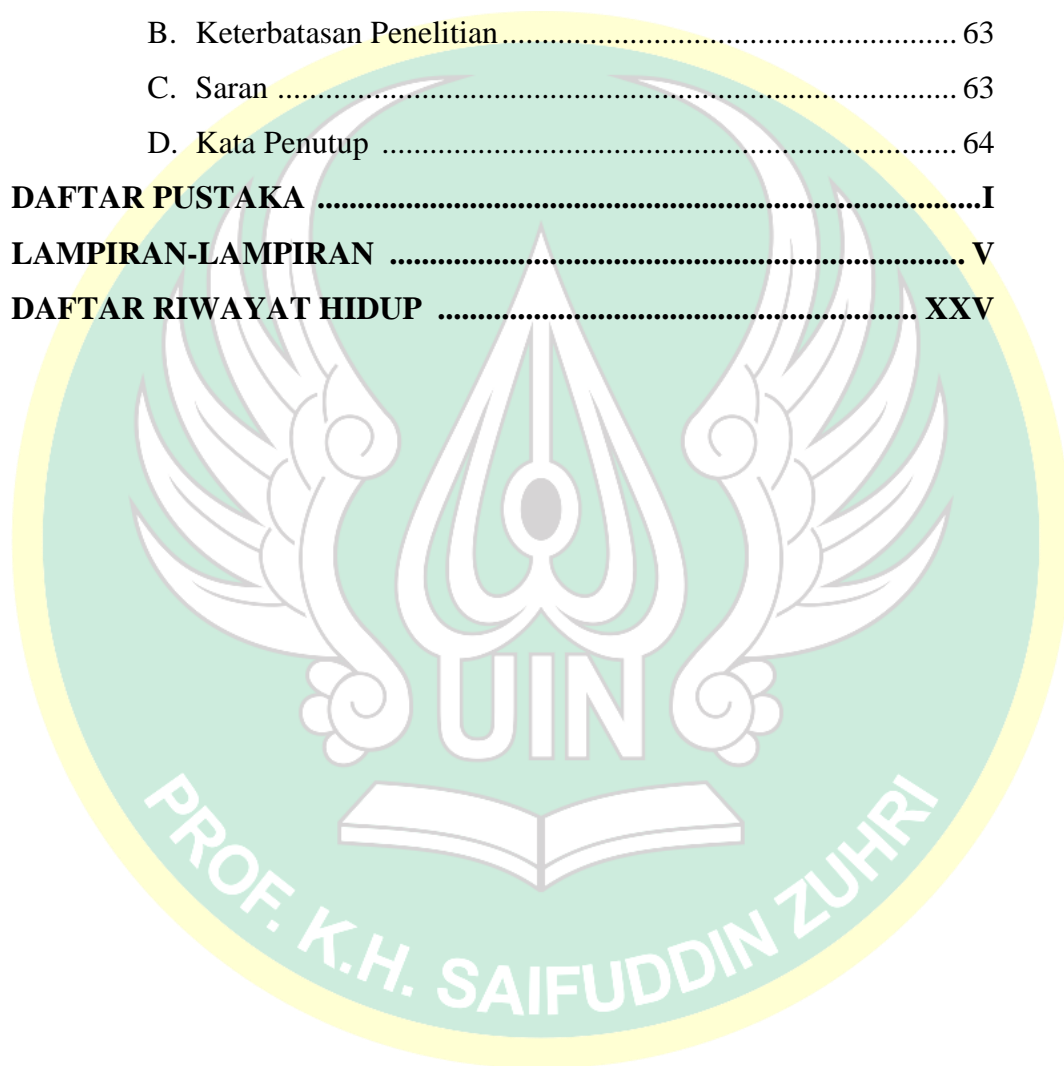 B. Keterbatasan Penelitian ........................................................... 63
C. Saran ....................................................................................... 63
D. Kata Penutup .......................................................................... 64
DAFTAR PUSTAKA .....................................................................................I
LAMPIRAN-LAMPIRAN .......................................................................... V
DAFTAR RIWAYAT HIDUP ............................................................. XXV
UIN
PROF. K.H. SAIFUDDIN ZUHRI